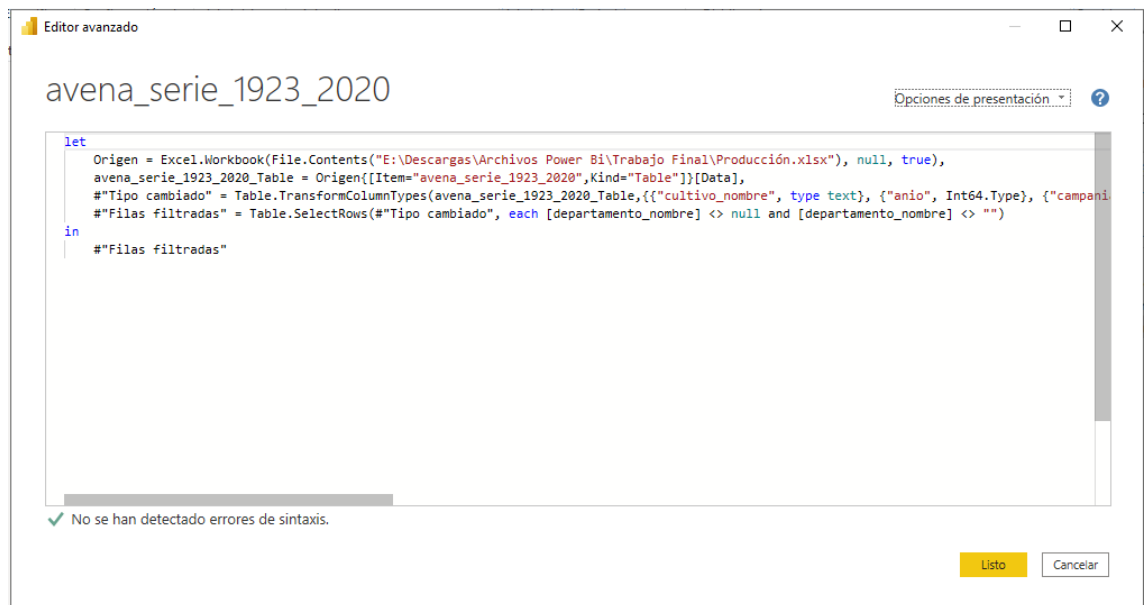 Editor avanzado
avena_serie_1923_2020
Opciones de presentación
?
let
Origen = Excel.Workbook(File.Contents("E:\Descargas\Archivos Power Bi\Trabajo Final\Producción.xlsx"), null, true),
avena_serie_1923_2020_Table = Origen{[Item="avena_serie_1923_2020",Kind="Table"]}[Data],
#"Tipo cambiado" = Table.TransformColumnTypes(avena_serie_1923_2020_Table,{{"cultivo_nombre", type text}, {"anio", Int64.Type}, {"campani
#"Filas filtradas" = Table.SelectRows(#"Tipo cambiado", each [departamento_nombre] <> null and [departamento_nombre] <> "")
in
#"Filas filtradas"
No se han detectado errores de sintaxis.
Listo
Cancelar